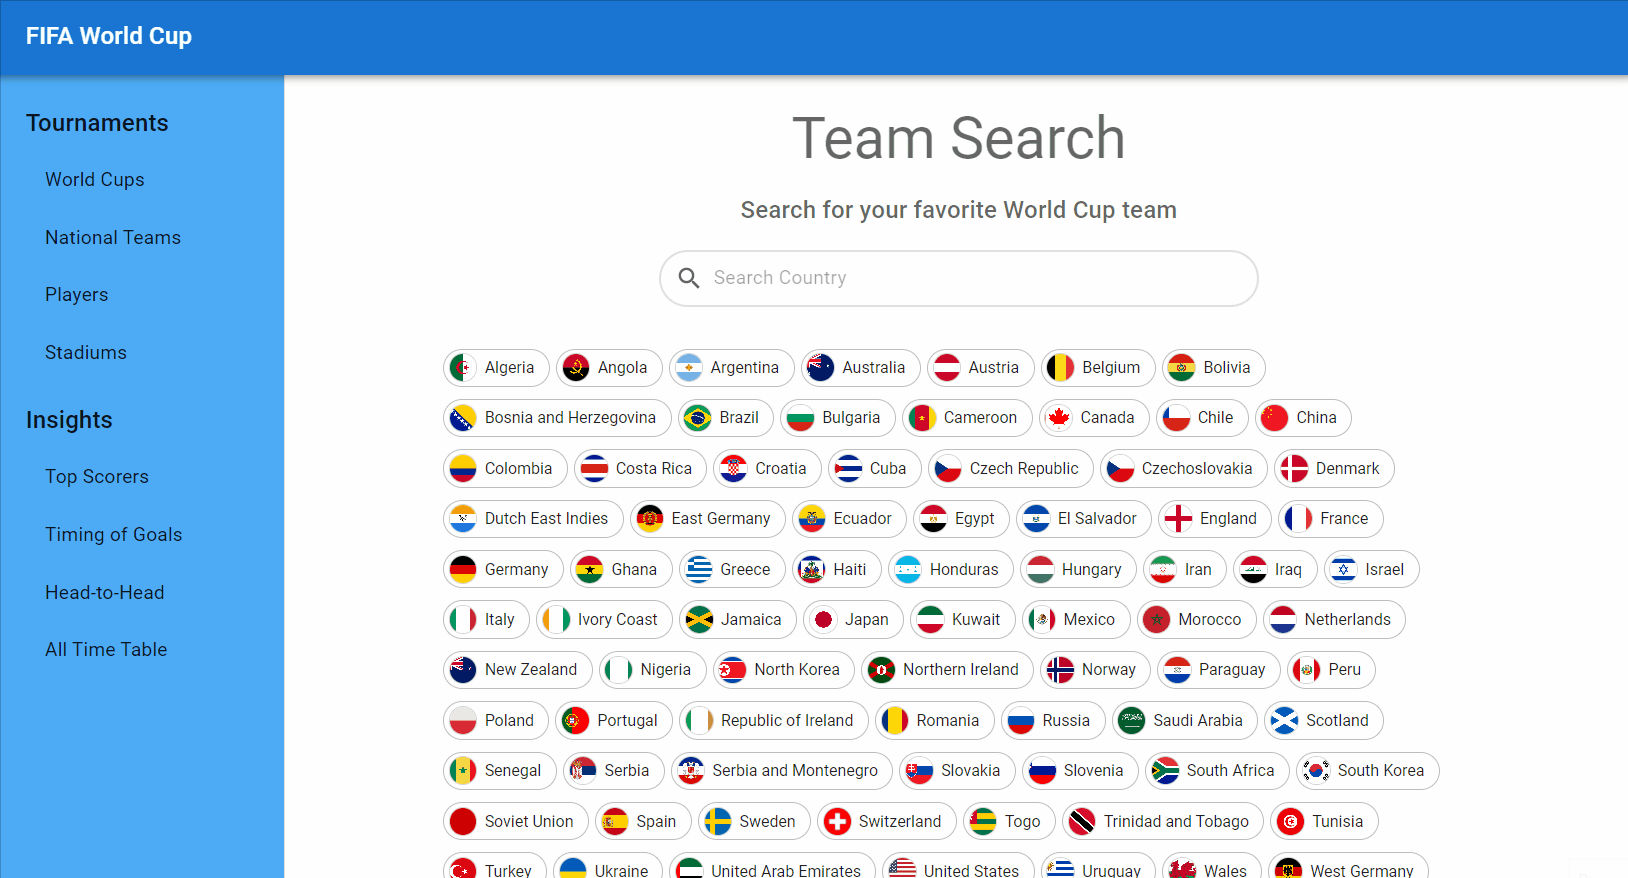 FIFA World Cup
Tournaments
World Cups
National Teams
Players
Stadiums
Insights
Top Scorers
Timing of Goals
Head-to-Head
All Time Table
Team Search
Search for your favorite World Cup team
Search Country
Algeria Angola Argentina Australia Austria Belgium Bolivia
Bosnia and Herzegovina Brazil Bulgaria Cameroon Canada Chile China
Colombia Costa Rica Croatia Cuba Czech Republic Czechoslovakia Denmark
Dutch East Indies East Germany Ecuador Egypt El Salvador England France
Germany Ghana Greece Haiti Honduras Hungary Iran Iraq Israel
Italy Ivory Coast Jamaica Japan Kuwait Mexico Morocco Netherlands
New Zealand Nigeria North Korea Northern Ireland Norway Paraguay Peru
Poland Portugal Republic of Ireland Romania Russia Saudi Arabia Scotland
Senegal Serbia Serbia and Montenegro Slovakia Slovenia South Africa South Korea
Soviet Union Spain Sweden Switzerland Togo Trinidad and Tobago Tunisia
Turkey Ukraine United Arab Emirates United States Uruguay Wales West Germany